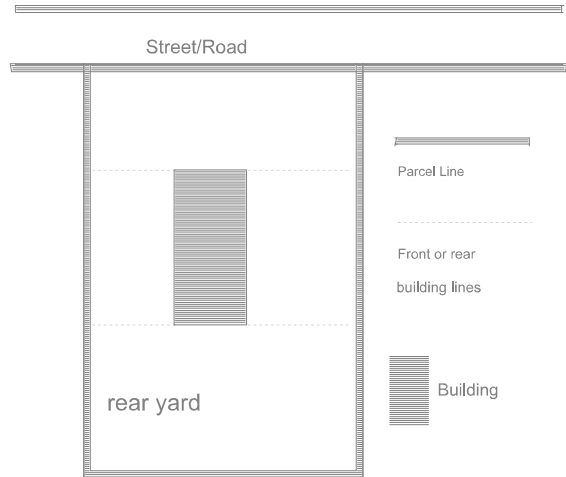 Street/Road
Parcel Line
Front or rear
building lines
Building
rear yard